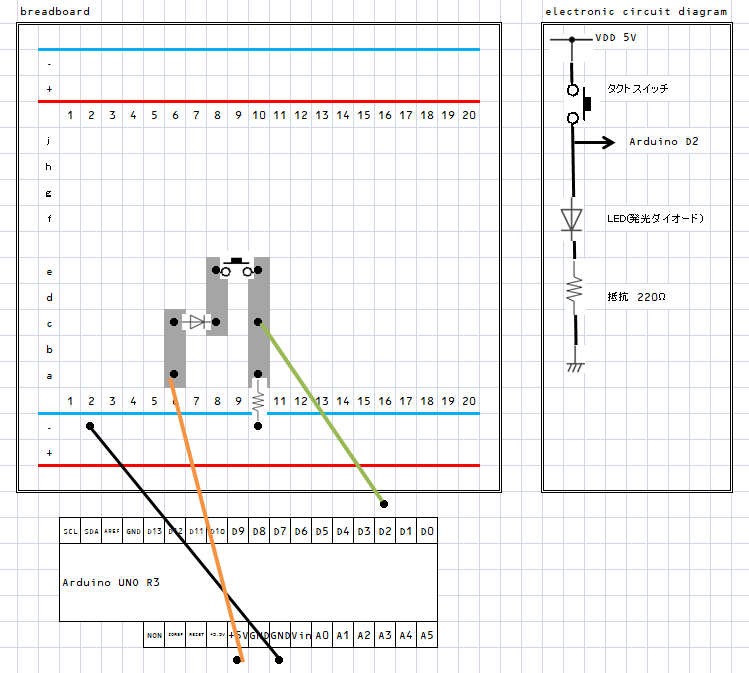 breadboard
-
+
1 2 3 4 5 6 7 8 9 10 11 12 13 14 15 16 17 18 19 20
j
h
g
f
e
d
c
b
a
1 2 3 4 5 6 7 8 9 10 11 12 13 14 15 16 17 18 19 20
-
+
SCL SDA AREF GND D13 D12 D11 D10 D9 D8 D7 D6 D5 D4 D3 D2 D1 D0
Arduino UNO R3
NON IOREF RESET +3.3V +5V GND GND Vin A0 A1 A2 A3 A4 A5
electronic circuit diagram
VDD 5V
タクトスイッチ
Arduino D2
LED(発光ダイオード)
抵抗 220Ω